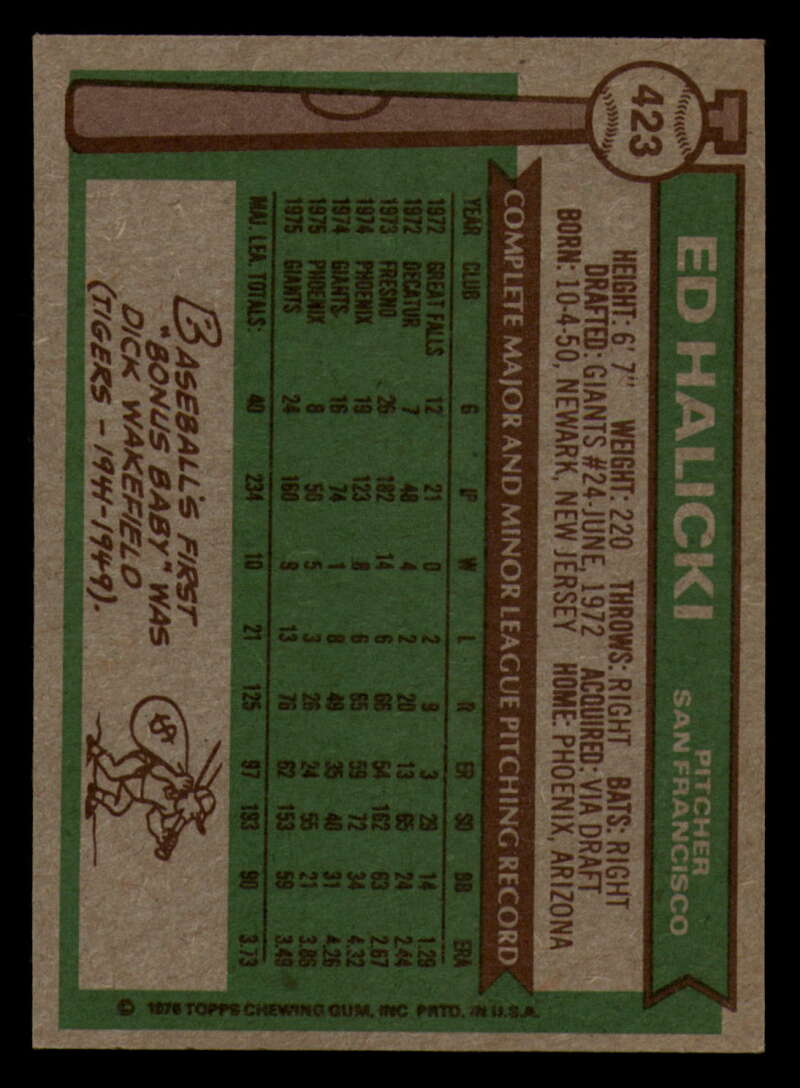 423
ED HALICKI
PITCHER
SAN FRANCISCO
HEIGHT: 6' 7" WEIGHT: 220 THROWS: RIGHT BATS: RIGHT
DRAFTED: GIANTS #24-JUNE, 1972 ACQUIRED: VIA DRAFT
BORN: 10-4-50, NEWARK, NEW JERSEY HOME: PHOENIX, ARIZONA
COMPLETE MAJOR AND MINOR LEAGUE PITCHING RECORD
YEAR CLUB G IP W L R ER SO BB ERA
1972 GREAT FALLS 12 21 0 2 9 3 29 14 1.29
1972 DECATUR 7 48 4 2 20 13 65 24 2.44
1973 FRESNO 26 182 14 6 66 54 162 63 2.67
1974 PHOENIX 19 123 8 6 65 59 72 34 4.32
1974 GIANTS 16 74 1 8 49 35 40 31 4.26
1975 PHOENIX 8 56 5 3 26 24 55 21 3.86
1975 GIANTS 24 160 9 13 76 62 153 59 3.49
MAJ. LEA. TOTALS: 40 234 10 21 125 97 193 90 3.73
BASEBALL'S FIRST
"BONUS BABY" WAS
DICK WAKEFIELD
(TIGERS - 1941-1949).
$
© 1976 TOPPS CHEWING GUM, INC PRTD. IN U.S.A.